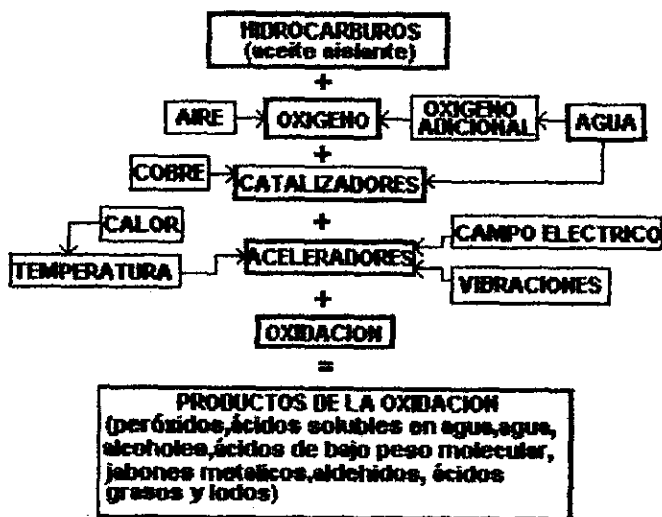 HIDROCARBUROS
(aceite aislante)
+
AIRE OXIGENO OXIGENO ADICIONAL AGUA
+
COBRE CATALIZADORES
+
CALOR CAMPO ELECTRICO
TEMPERATURA ACELERADORES
VIBRACIONES
+
OXIDACION
=
PRODUCTOS DE LA OXIDACION
(peróxidos,ácidos solubles en agua,agua,
alcoholes,ácidos de bajo peso molecular,
jabones metalicos,aldehidos, ácidos
grasos y lodos)